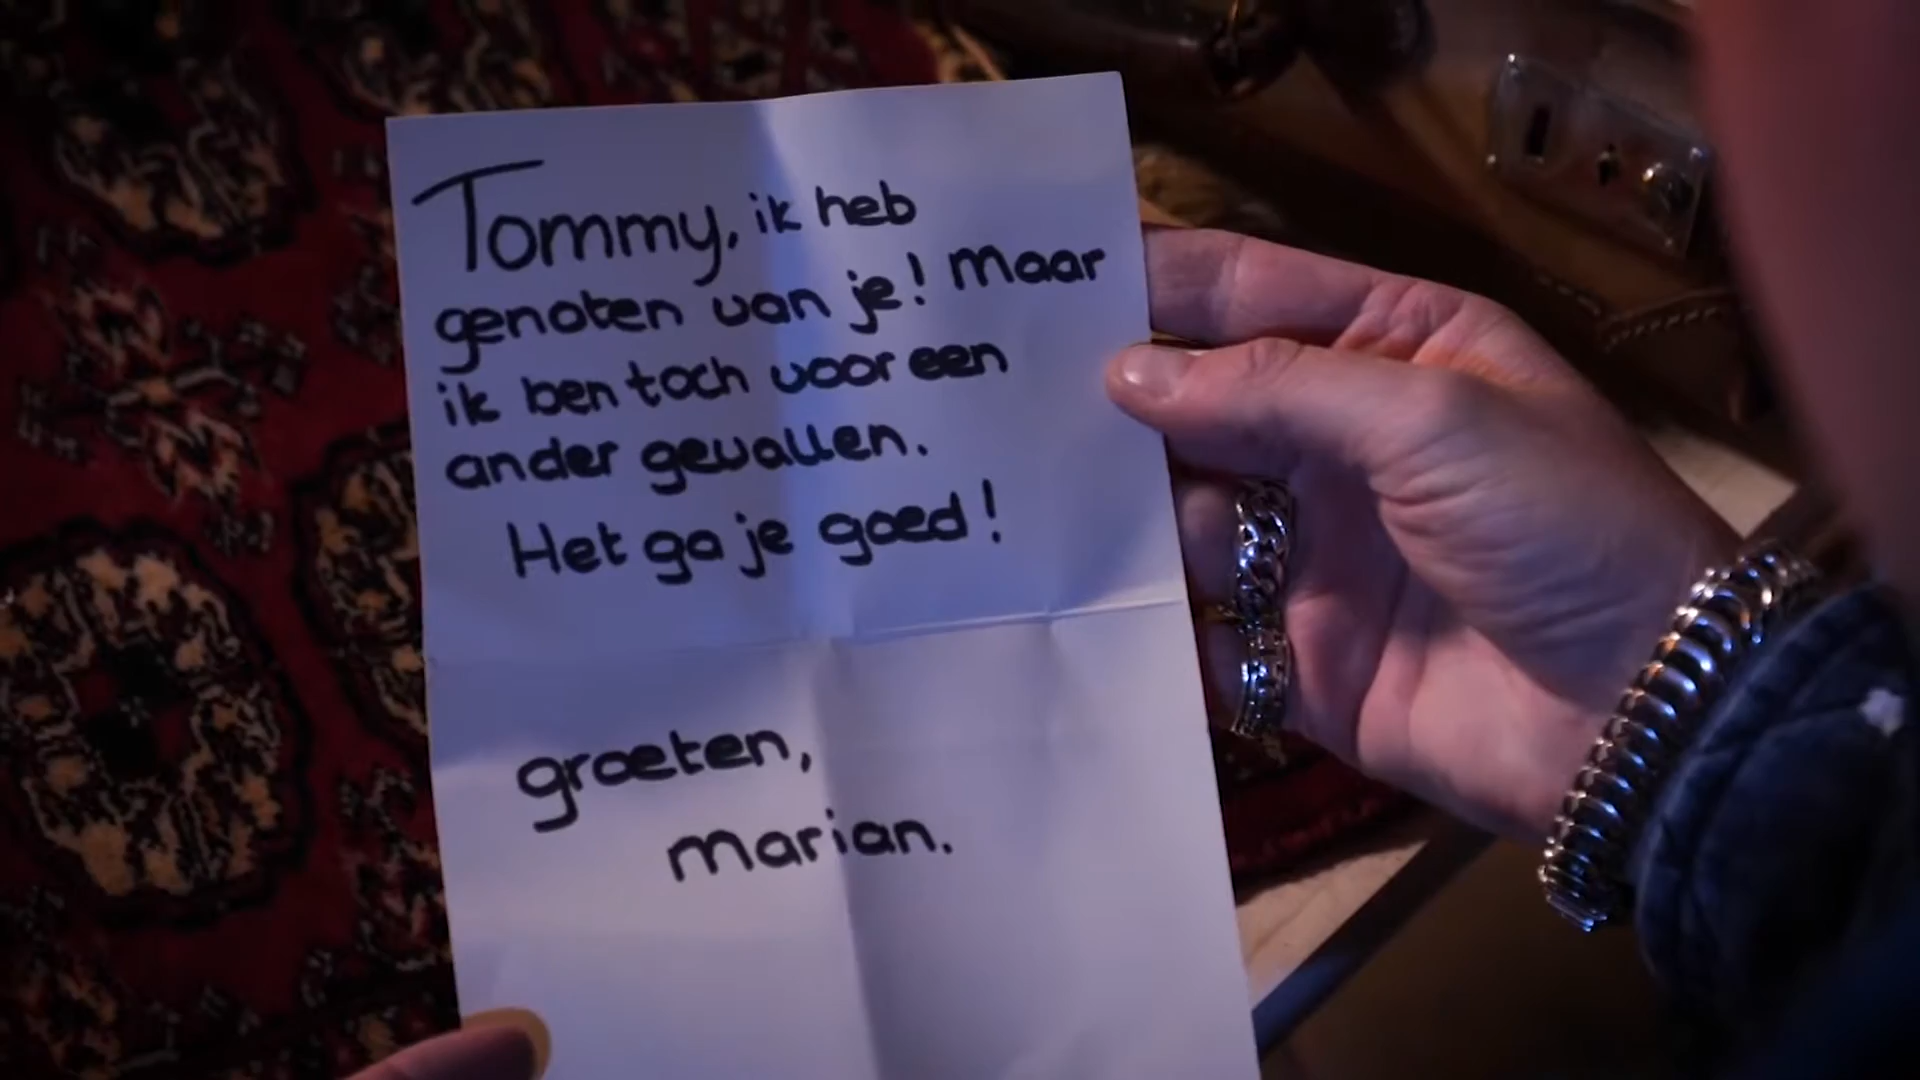 Tommy, ik heb
genoten van je! Maar
ik ben toch voor een
ander gevallen.
Het ga je goed!
groeten,
Marian.